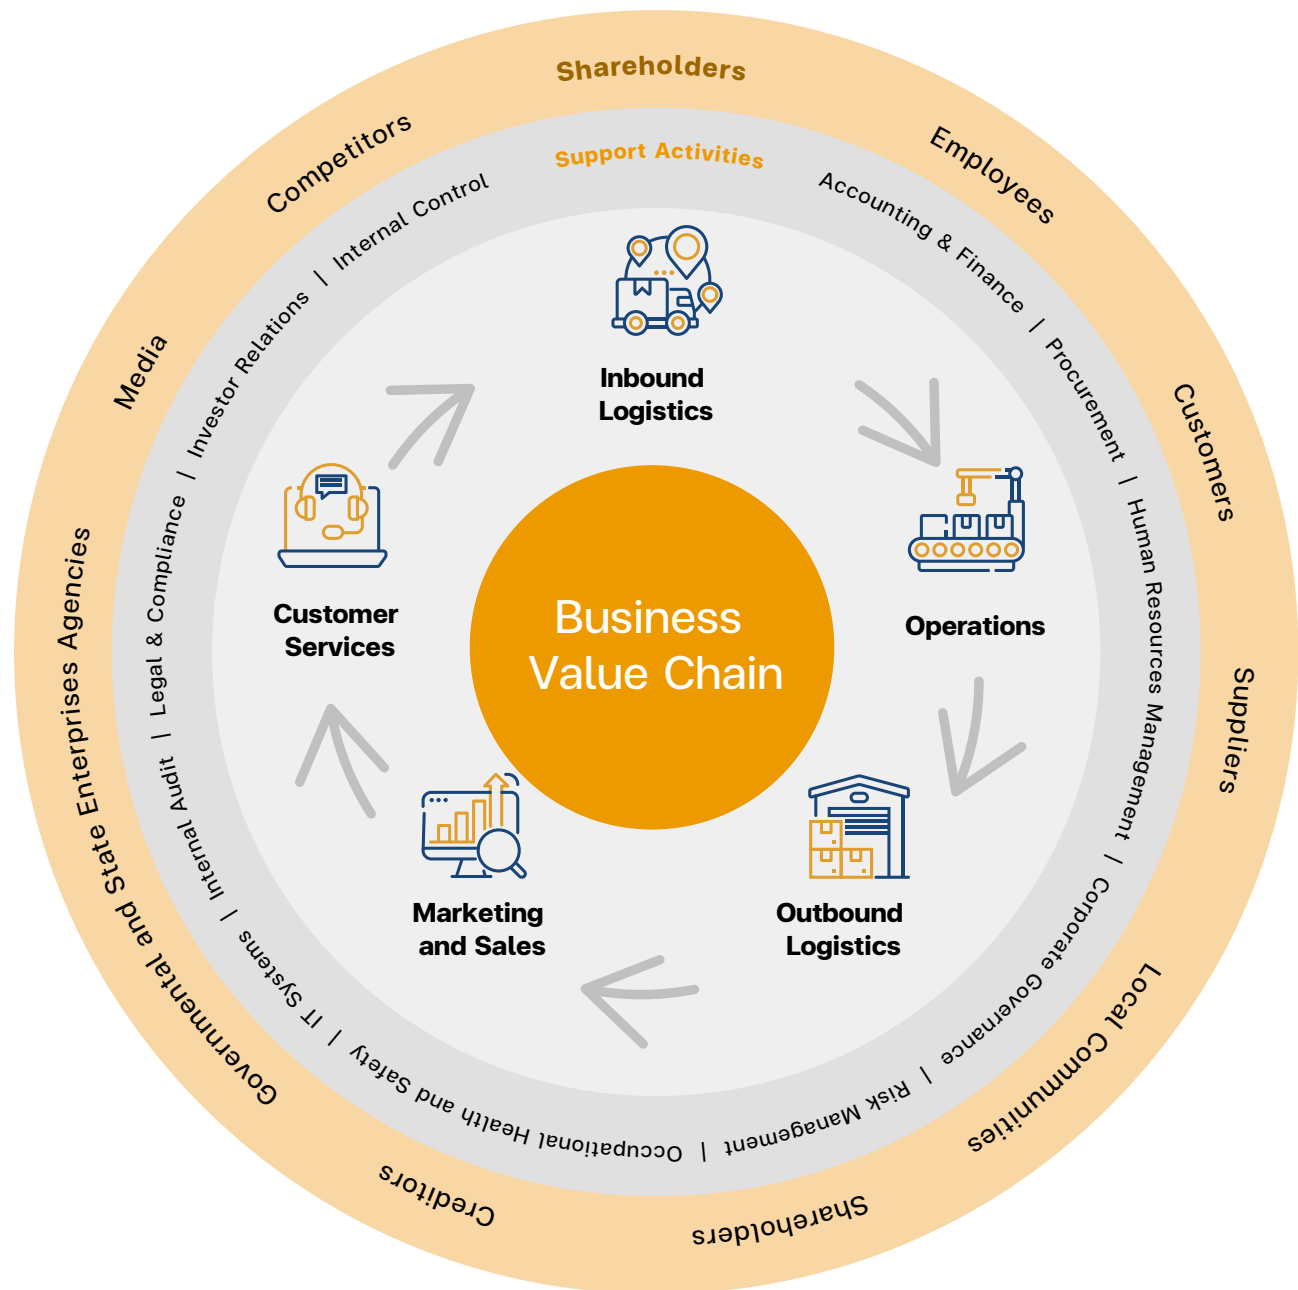 Shareholders
Employees
Customers
Suppliers
Local Communities
Shareholders
Creditors
Governmental and State Enterprises Agencies
Media
Competitors
Support Activities
Accounting & Finance | Procurement | Human Resources Management | Corporate Governance | Risk Management | Occupational Health and Safety | IT Systems | Internal Audit | Legal & Compliance | Investor Relations | Internal Control
Inbound
Logistics
Operations
Outbound
Logistics
Marketing
and Sales
Customer
Services
Business
Value Chain